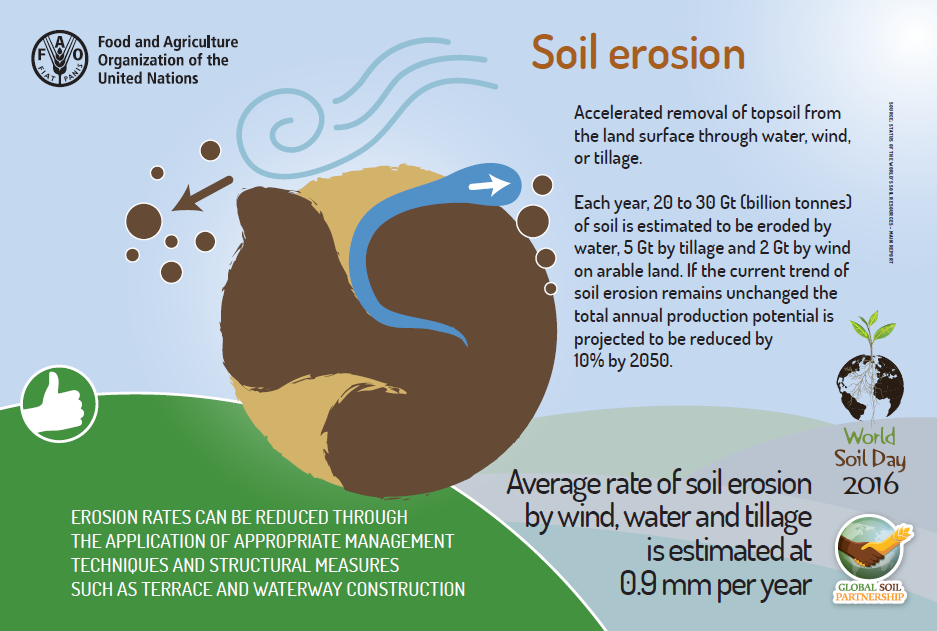 FAO
FIAT PANIS
Food and Agriculture
Organization of the
United Nations
Soil erosion
Accelerated removal of topsoil from
the land surface through water, wind,
or tillage.
Each year, 20 to 30 Gt (billion tonnes)
of soil is estimated to be eroded by
water, 5 Gt by tillage and 2 Gt by wind
on arable land. If the current trend of
soil erosion remains unchanged the
total annual production potential is
projected to be reduced by
10% by 2050.
SOURCE: STATUS OF THE WORLD'S SOIL RESOURCES - MAIN REPORT
World
Soil Day
2016
Average rate of soil erosion
by wind, water and tillage
is estimated at
0.9 mm per year
EROSION RATES CAN BE REDUCED THROUGH
THE APPLICATION OF APPROPRIATE MANAGEMENT
TECHNIQUES AND STRUCTURAL MEASURES
SUCH AS TERRACE AND WATERWAY CONSTRUCTION
GLOBAL SOIL
PARTNERSHIP